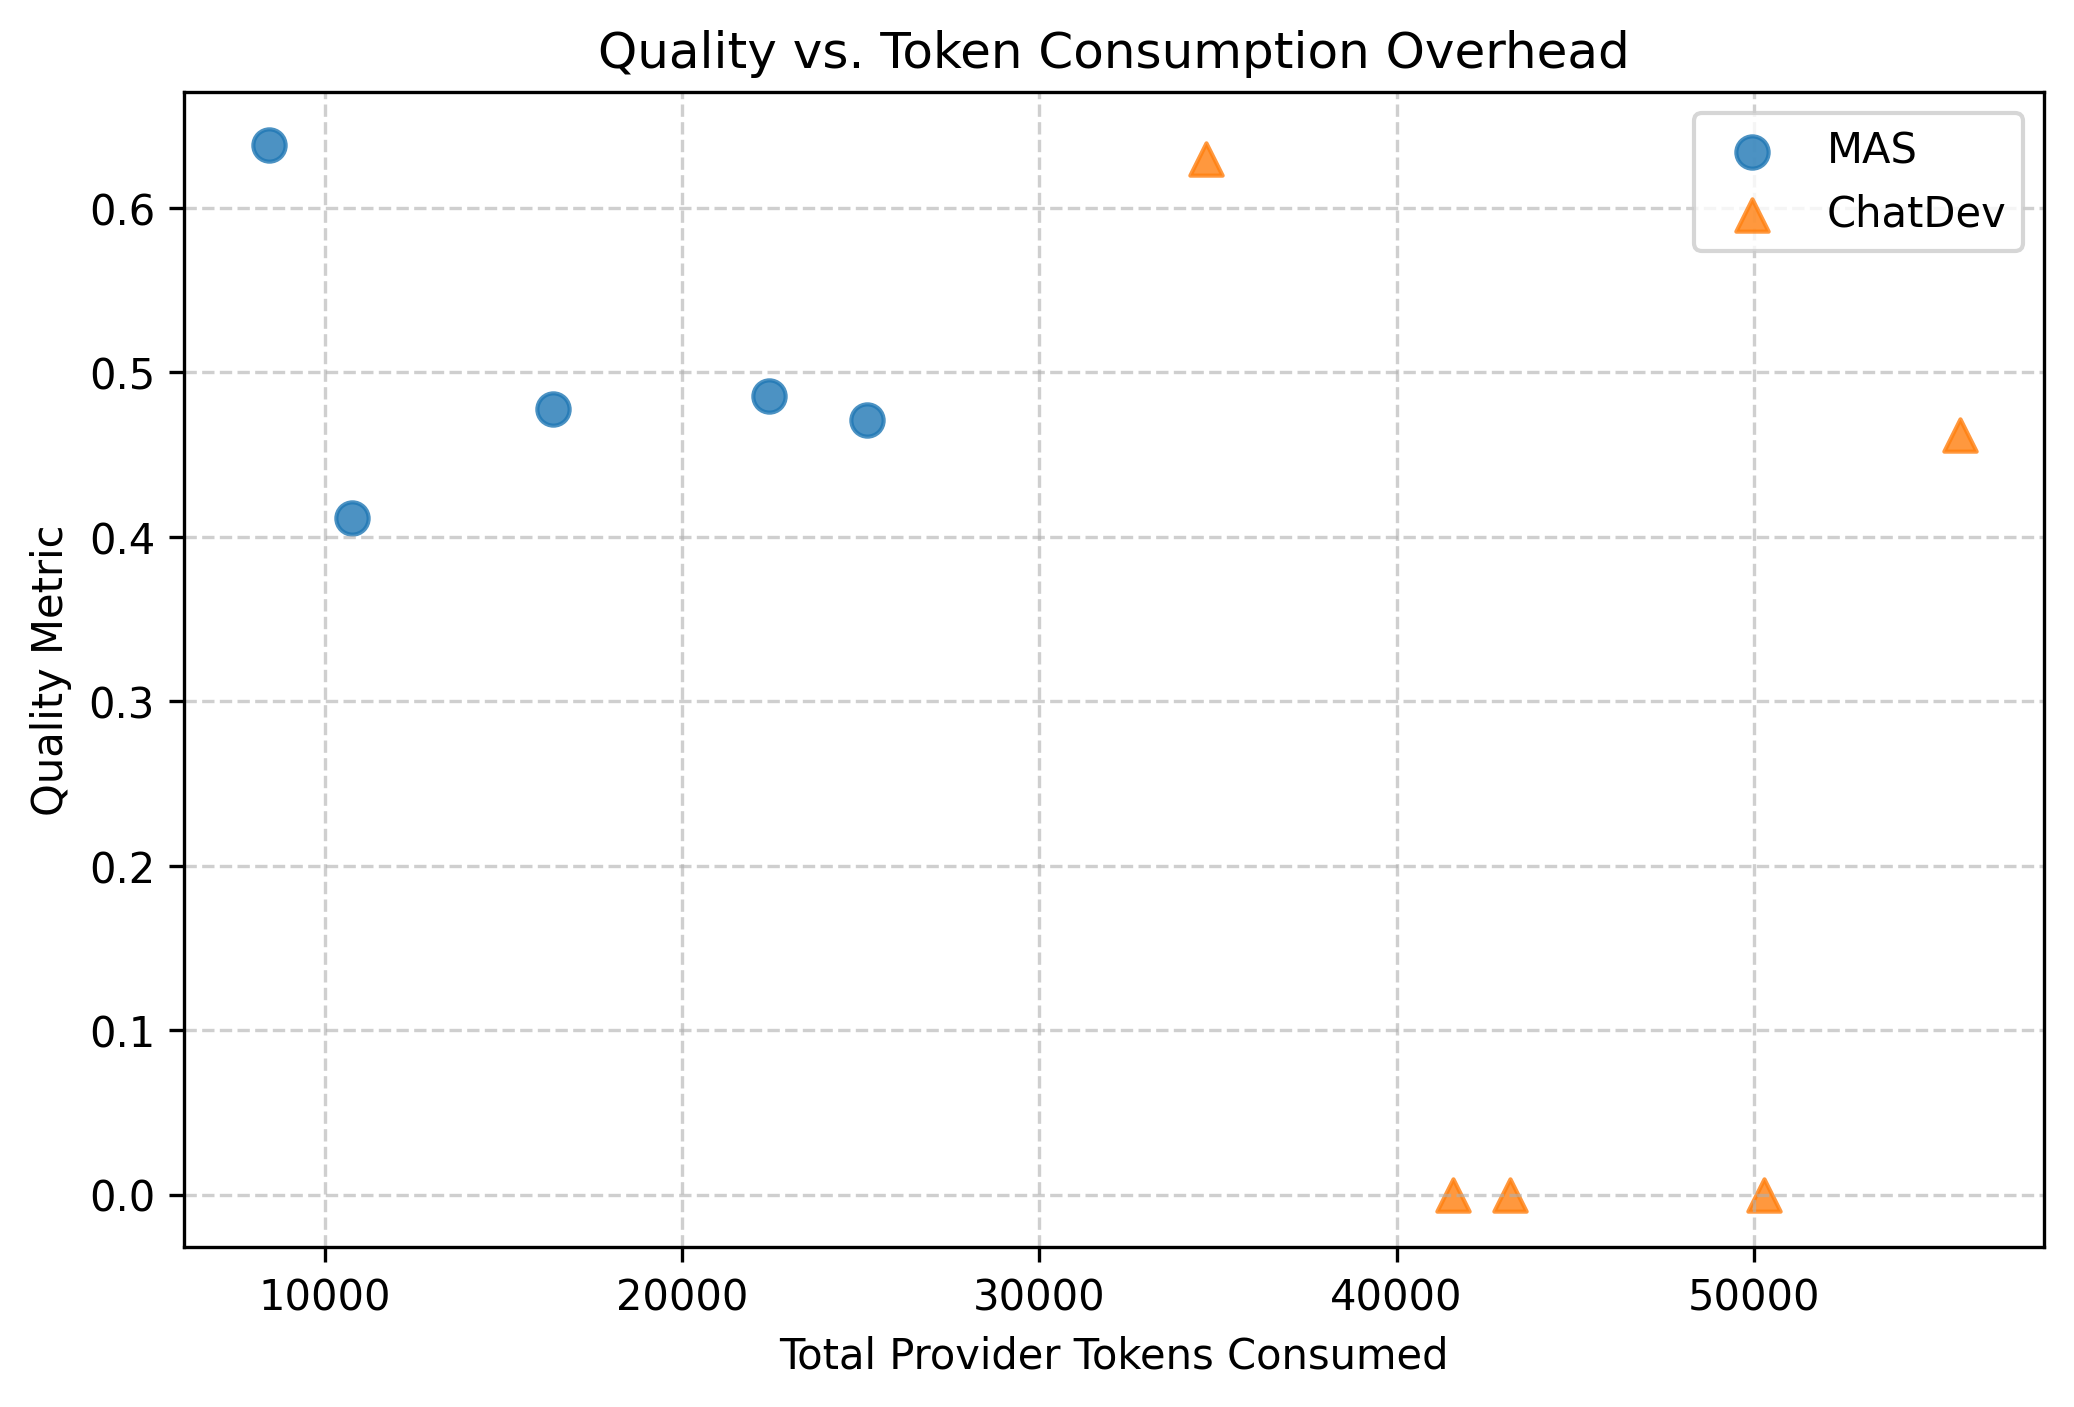 Quality vs. Token Consumption Overhead
MAS
ChatDev
Quality Metric
0.6
0.5
0.4
0.3
0.2
0.1
0.0
10000 20000 30000 40000 50000
Total Provider Tokens Consumed